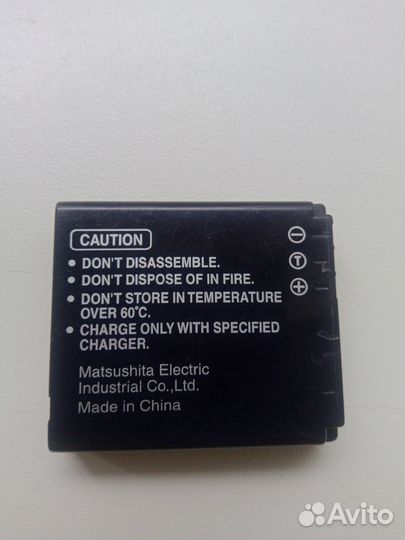 CAUTION
• DON'T DISASSEMBLE.
• DON'T DISPOSE OF IN FIRE.
• DON'T STORE IN TEMPERATURE
OVER 60°C.
• CHARGE ONLY WITH SPECIFIED
CHARGER.
Matsushita Electric
Industrial Co.,Ltd.
Made in China
−
T
+
Avito